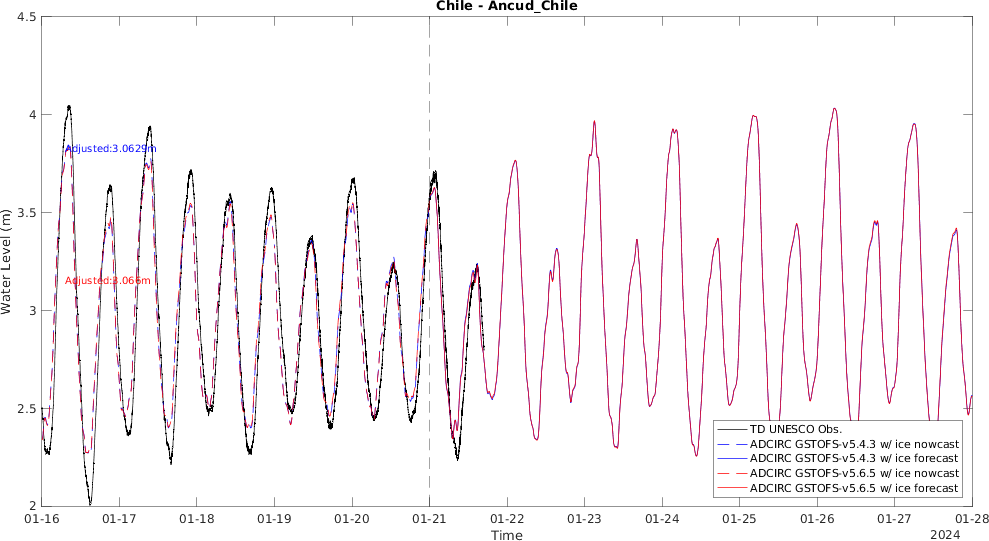 Chile - Ancud_Chile
4.5
4
3.5
3
2.5
2
Water Level (m)
Adjusted:3.0629m
Adjusted:3.066m
TD UNESCO Obs.
ADCIRC GSTOFS-v5.4.3 w/ ice nowcast
ADCIRC GSTOFS-v5.4.3 w/ ice forecast
ADCIRC GSTOFS-v5.6.5 w/ ice nowcast
ADCIRC GSTOFS-v5.6.5 w/ ice forecast
01-16 01-17 01-18 01-19 01-20 01-21 01-22 01-23 01-24 01-25 01-26 01-27 01-28
Time
2024